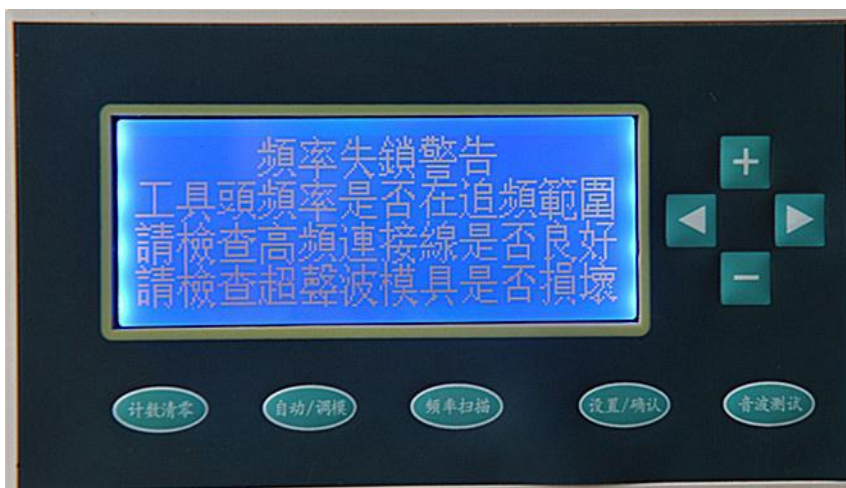 頻率失鎖警告
工具頭頻率是否在追頻範圍
請檢查高頻連接線是否良好
請檢查超聲波模具是否損壞
+
−
计数清零
自动/调模
频率扫描
设置/确认
音波测试